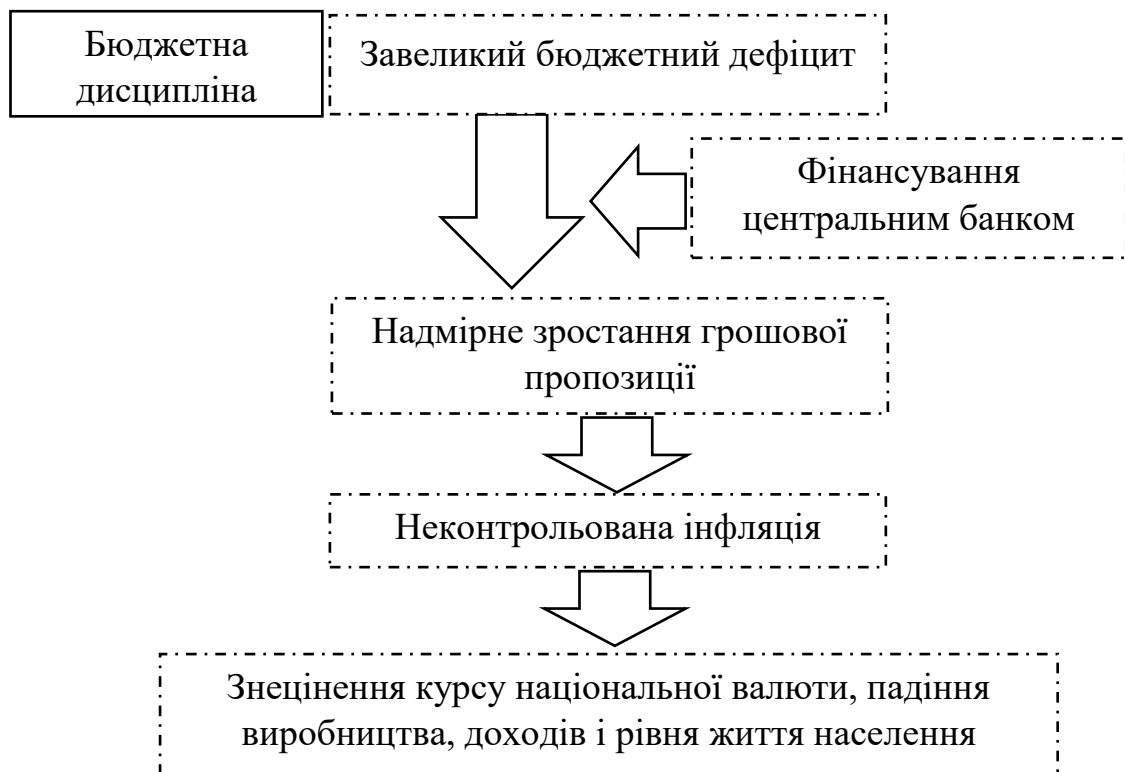 Бюджетна
дисципліна
Завеликий бюджетний дефіцит
Фінансування
центральним банком
Надмірне зростання грошової
пропозиції
Неконтрольована інфляція
Знецінення курсу національної валюти, падіння
виробництва, доходів і рівня життя населення